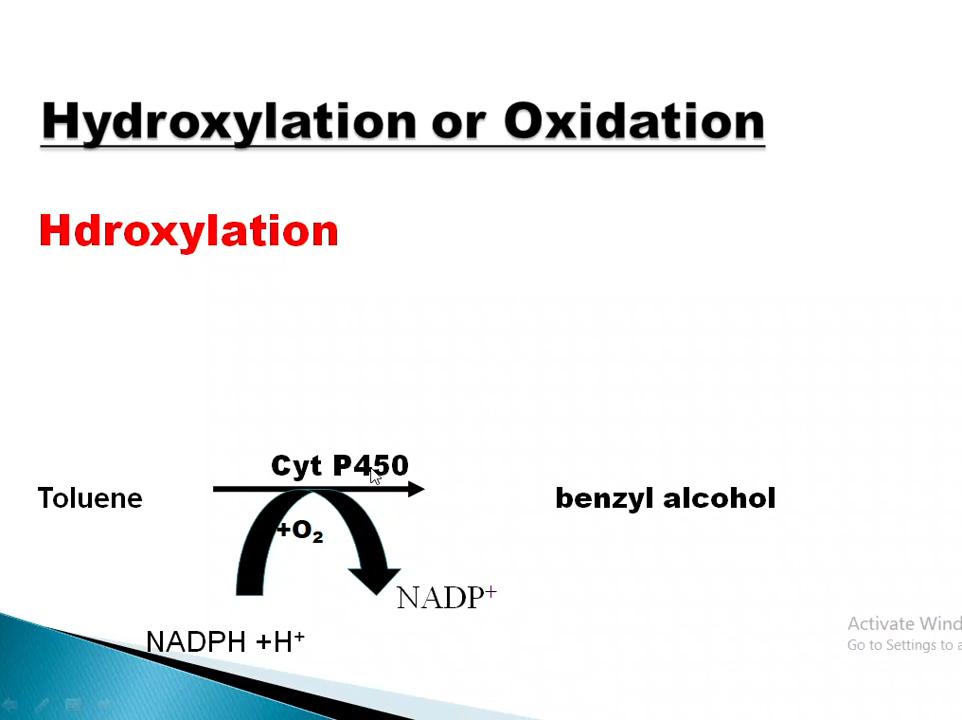 Hydroxylation or Oxidation
Hdroxylation
Cyt P450
Toluene
benzyl alcohol
+O₂
NADP⁺
NADPH +H⁺
Activate Wind
Go to Settings to a